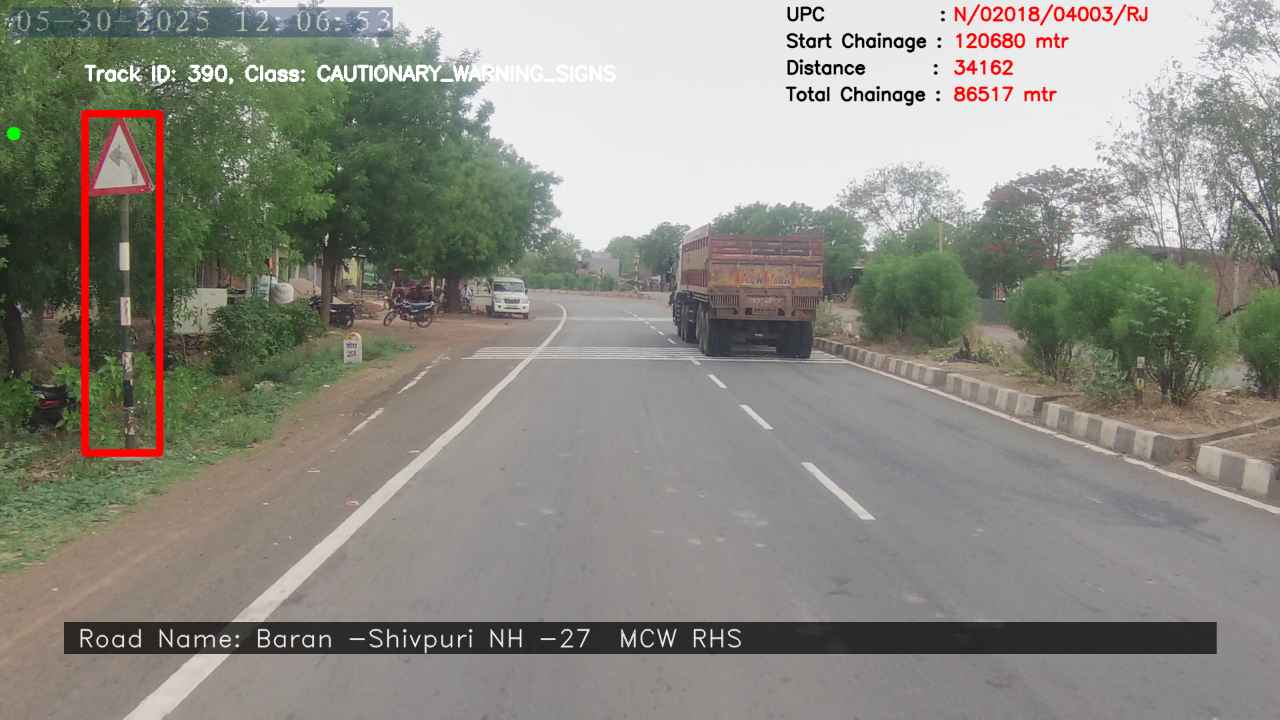 05-30-2025 12:06:53
UPC : N/02018/04003/RJ
Start Chainage : 120680 mtr
Distance : 34162
Total Chainage : 86517 mtr
Track ID: 390, Class: CAUTIONARY_WARNING_SIGNS
Road Name: Baran -Shivpuri NH -27 MCW RHS